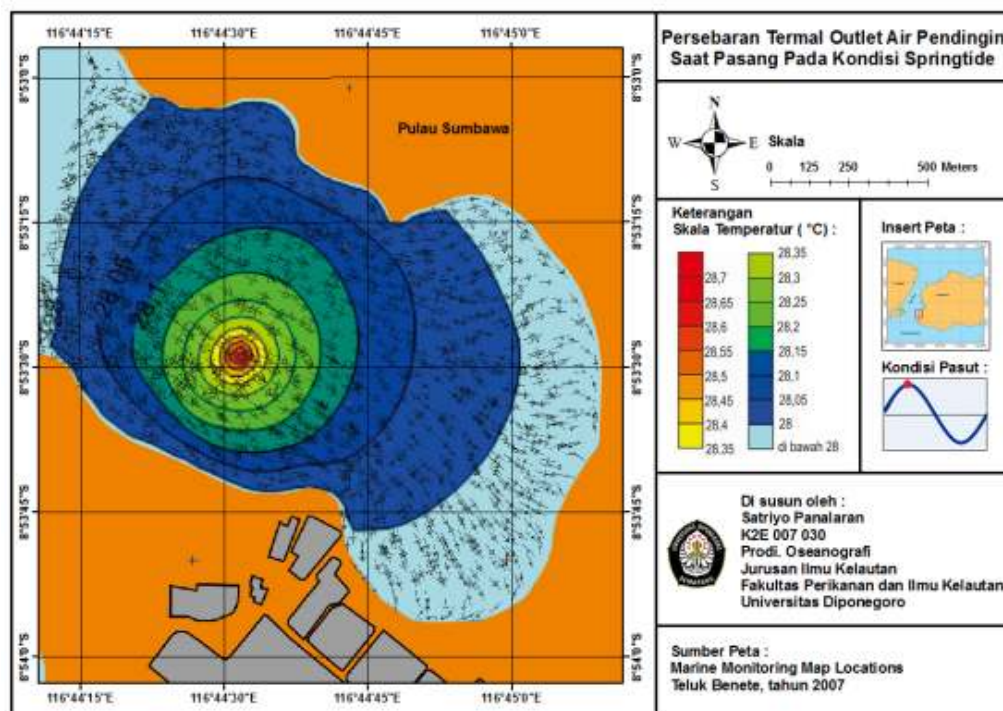 116°44'15"E 116°44'30"E 116°44'45"E 116°45'0"E
8°53'0"S
8°53'15"S
8°53'30"S
8°53'45"S
8°54'0"S
Pulau Sumbawa
116°44'15"E 116°44'30"E 116°44'45"E 116°45'0"E
8°53'0"S
8°53'15"S
8°53'30"S
8°53'45"S
8°54'0"S
Persebaran Termal Outlet Air Pendingin
Saat Pasang Pada Kondisi Springtide
N
W E
S
Skala
0 125 250 500 Meters
Keterangan
Skala Temperatur ( °C) :
28,7
28,65
28,6
28,55
28,5
28,45
28,4
28,35
28,35
28,3
28,25
28,2
28,15
28,1
28,05
28
di bawah 28
Insert Peta :
Kondisi Pasut :
Di susun oleh :
Satriyo Panalaran
K2E 007 030
Prodi. Oseanografi
Jurusan Ilmu Kelautan
Fakultas Perikanan dan Ilmu Kelautan
Universitas Diponegoro
Sumber Peta :
Marine Monitoring Map Locations
Teluk Benete, tahun 2007